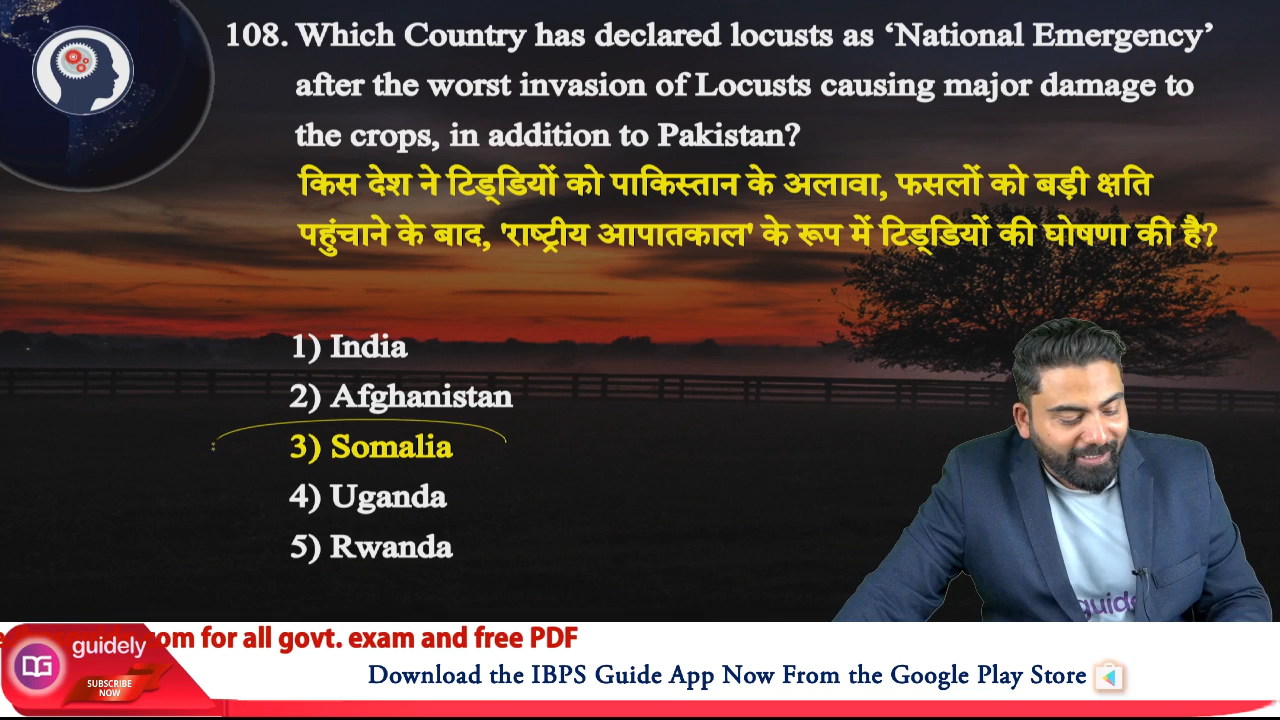 108. Which Country has declared locusts as ‘National Emergency’
after the worst invasion of Locusts causing major damage to
the crops, in addition to Pakistan?
किस देश ने टिड्डियों को पाकिस्तान के अलावा, फसलों को बड़ी क्षति
पहुंचाने के बाद, 'राष्ट्रीय आपातकाल' के रूप में टिड्डियों की घोषणा की है?
1) India
2) Afghanistan
3) Somalia
4) Uganda
5) Rwanda
guide
for all govt. exam and free PDF
guidely
SUBSCRIBE
NOW
Download the IBPS Guide App Now From the Google Play Store